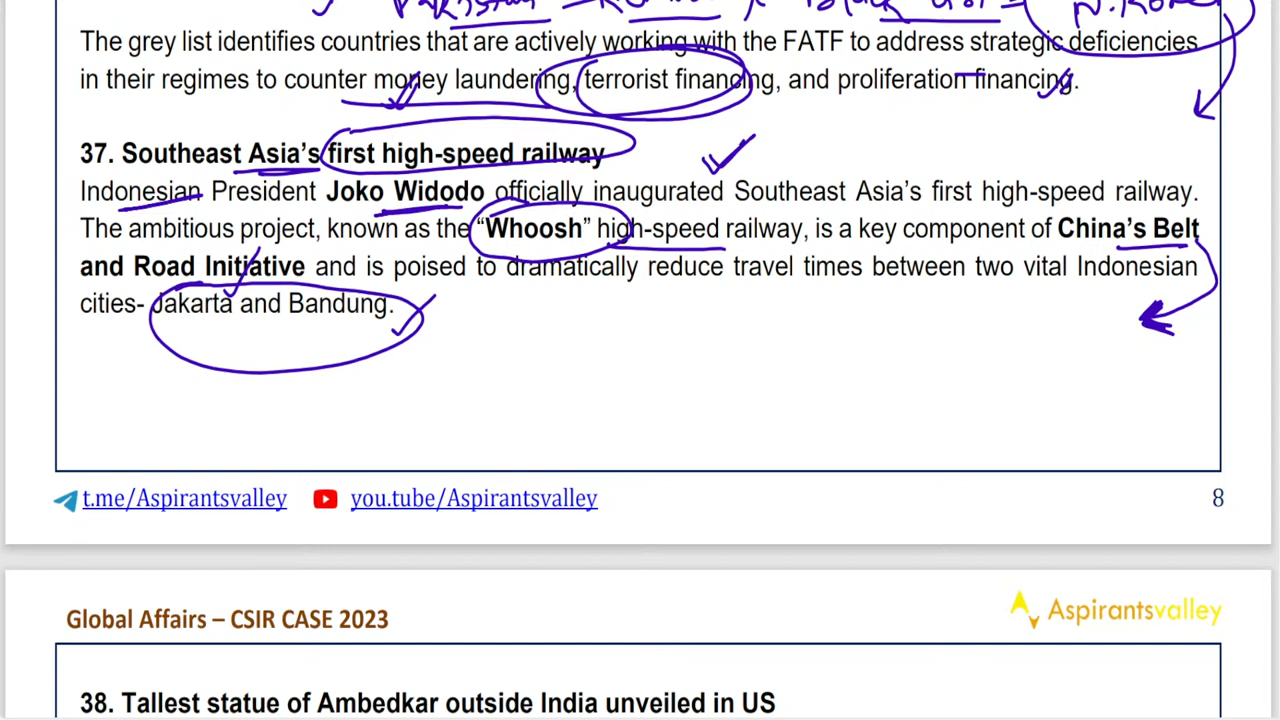 The grey list identifies countries that are actively working with the FATF to address strategic deficiencies
in their regimes to counter money laundering, terrorist financing, and proliferation financing.
37. Southeast Asia's first high-speed railway
Indonesian President Joko Widodo officially inaugurated Southeast Asia's first high-speed railway.
The ambitious project, known as the “Whoosh” high-speed railway, is a key component of China's Belt
and Road Initiative and is poised to dramatically reduce travel times between two vital Indonesian
cities- Jakarta and Bandung.
t.me/Aspirantsvalley you.tube/Aspirantsvalley 8
Global Affairs – CSIR CASE 2023 Aspirantsvalley
38. Tallest statue of Ambedkar outside India unveiled in US